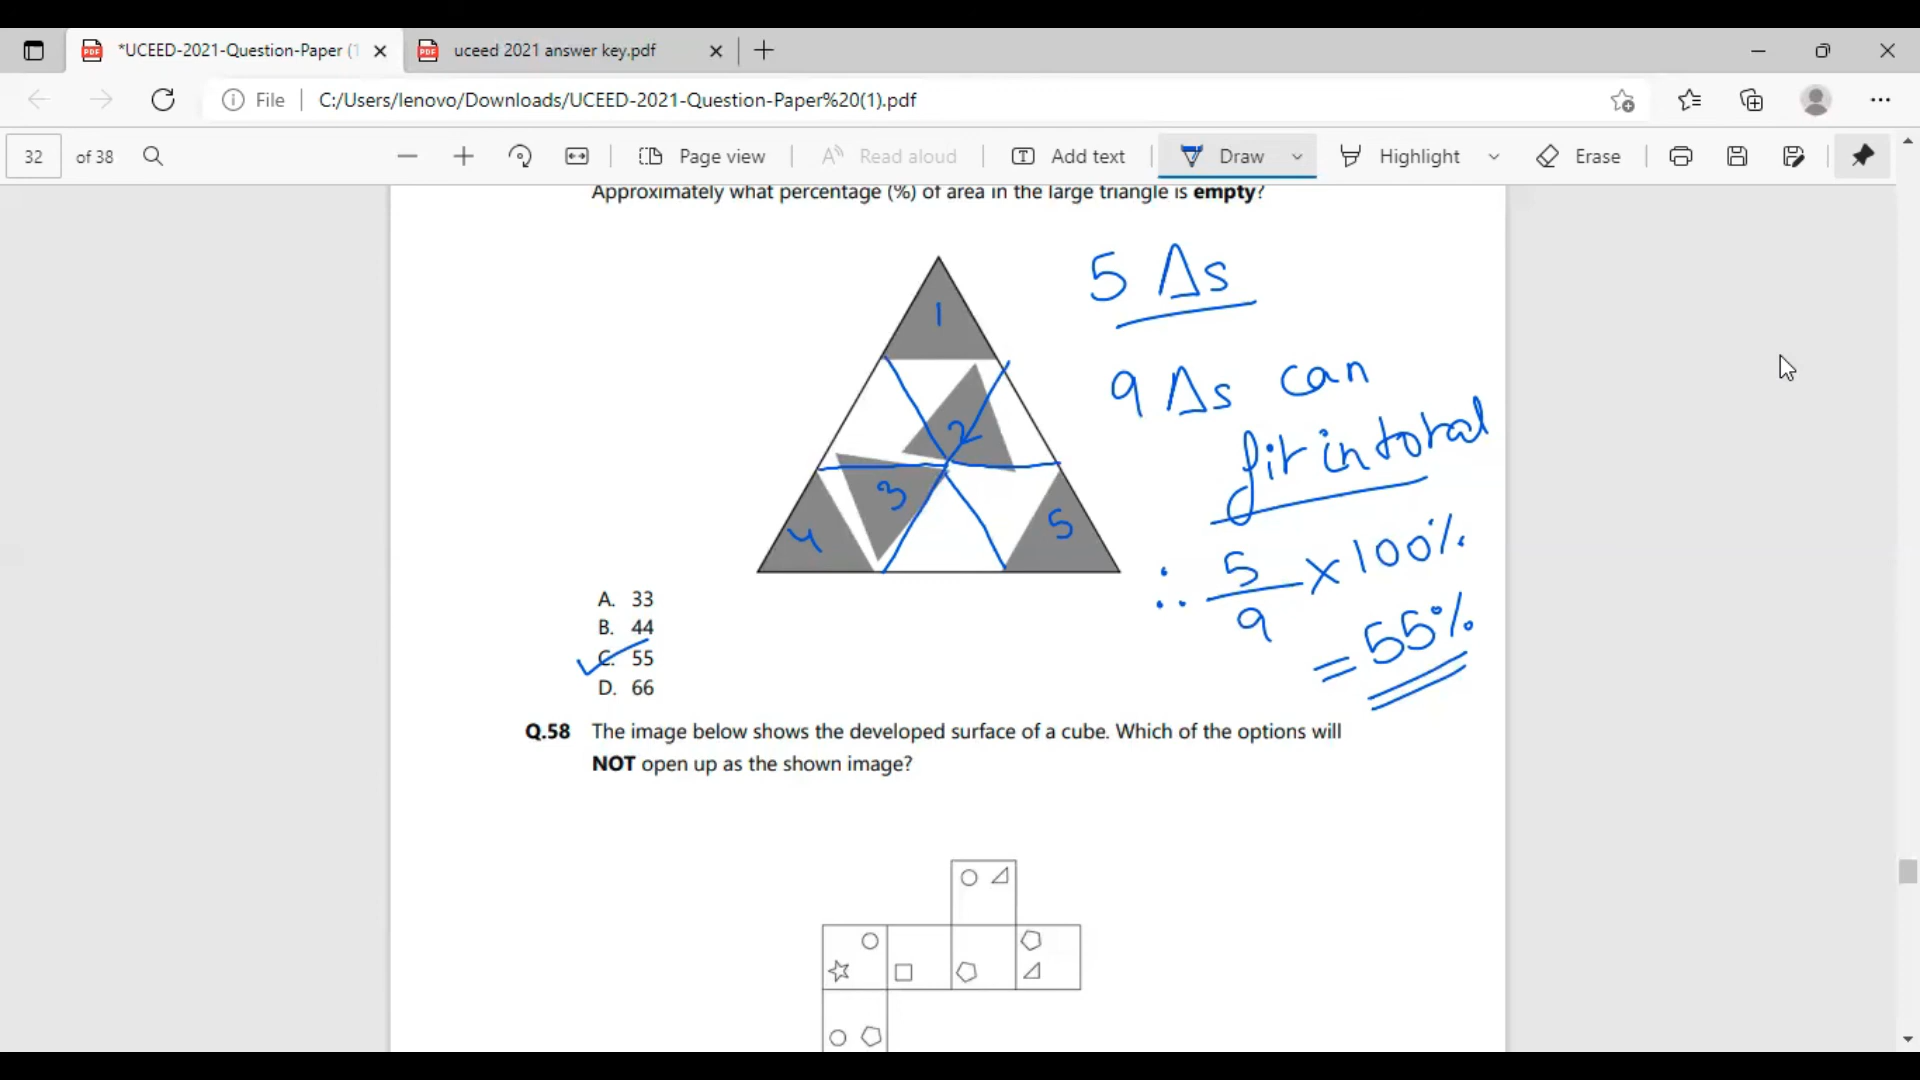 *UCEED-2021-Question-Paper (1
uceed 2021 answer key.pdf
File
C:/Users/lenovo/Downloads/UCEED-2021-Question-Paper%20(1).pdf
32 of 38
Page view
Read aloud
Add text
Draw
Highlight
Erase
Approximately what percentage (%) of area in the large triangle is empty?
1
2
3
4
5
5 Δs
9 Δs can
fit in total
∴ 5/9 × 100%
= 55%
A. 33
B. 44
C. 55
D. 66
Q.58 The image below shows the developed surface of a cube. Which of the options will
NOT open up as the shown image?